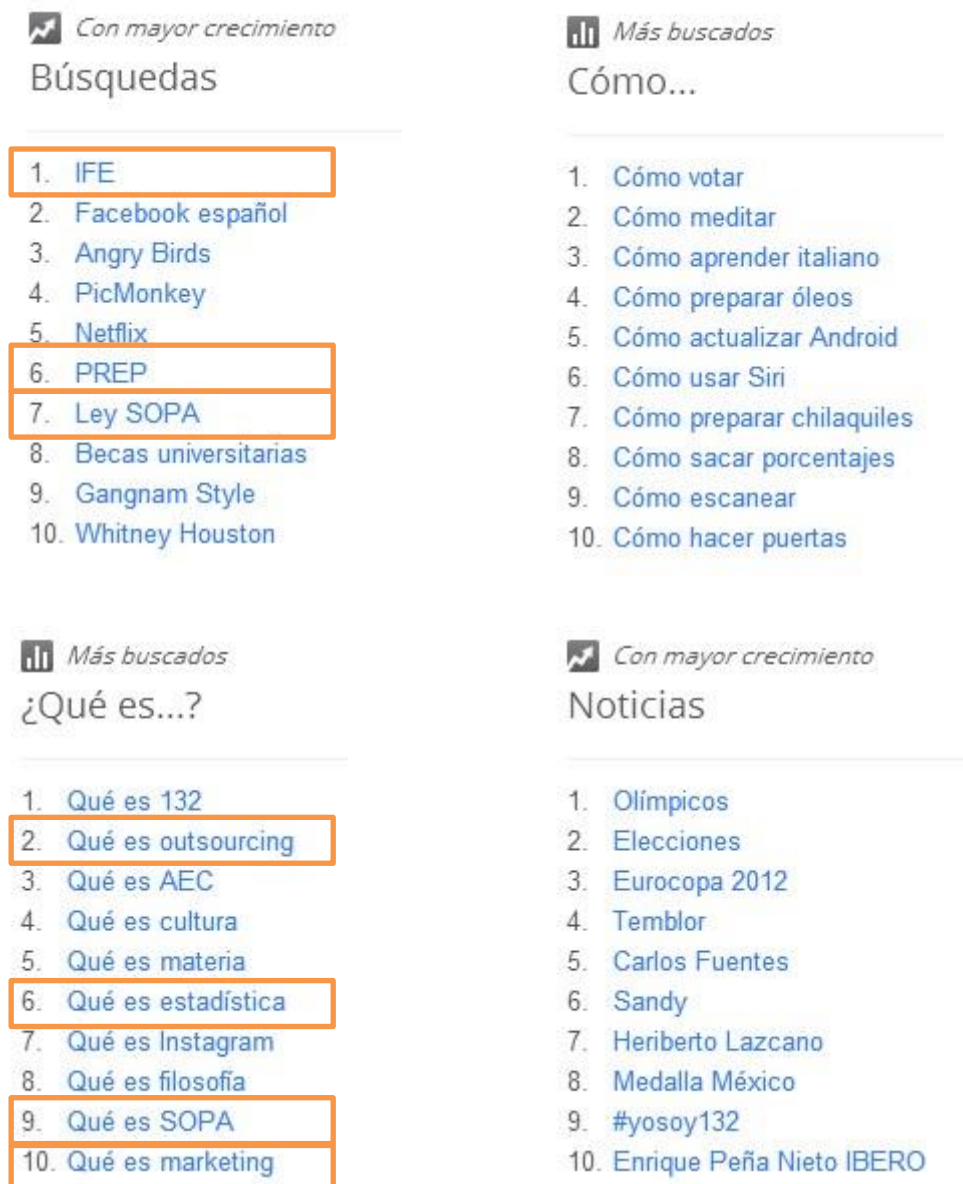 Con mayor crecimiento
Búsquedas
1. IFE
2. Facebook español
3. Angry Birds
4. PicMonkey
5. Netflix
6. PREP
7. Ley SOPA
8. Becas universitarias
9. Gangnam Style
10. Whitney Houston
Más buscados
Cómo...
1. Cómo votar
2. Cómo meditar
3. Cómo aprender italiano
4. Cómo preparar óleos
5. Cómo actualizar Android
6. Cómo usar Siri
7. Cómo preparar chilaquiles
8. Cómo sacar porcentajes
9. Cómo escanear
10. Cómo hacer puertas
Más buscados
¿Qué es...?
1. Qué es 132
2. Qué es outsourcing
3. Qué es AEC
4. Qué es cultura
5. Qué es materia
6. Qué es estadística
7. Qué es Instagram
8. Qué es filosofía
9. Qué es SOPA
10. Qué es marketing
Con mayor crecimiento
Noticias
1. Olímpicos
2. Elecciones
3. Eurocopa 2012
4. Temblor
5. Carlos Fuentes
6. Sandy
7. Heriberto Lazcano
8. Medalla México
9. #yosoy132
10. Enrique Peña Nieto IBERO